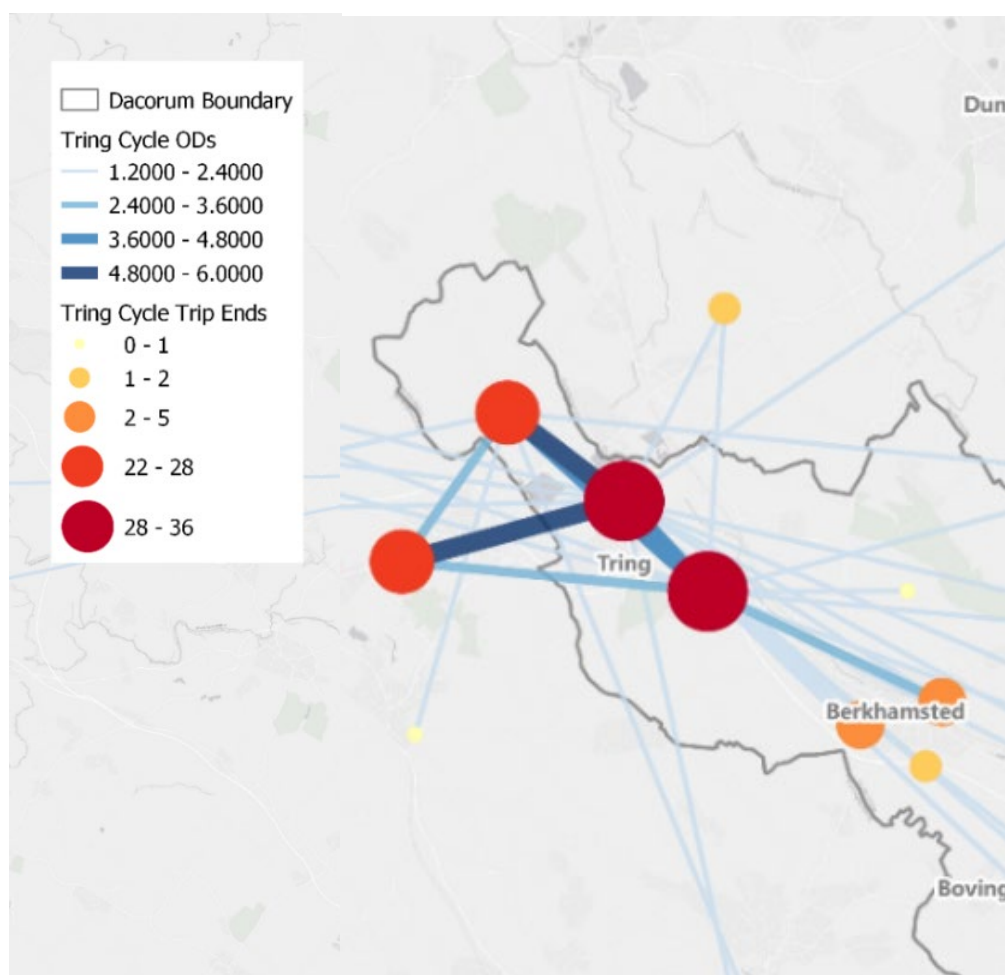 Dacorum Boundary
Tring Cycle ODs
1.2000 - 2.4000
2.4000 - 3.6000
3.6000 - 4.8000
4.8000 - 6.0000
Tring Cycle Trip Ends
0 - 1
1 - 2
2 - 5
22 - 28
28 - 36
Dun
Tring
Berkhamsted
Boving